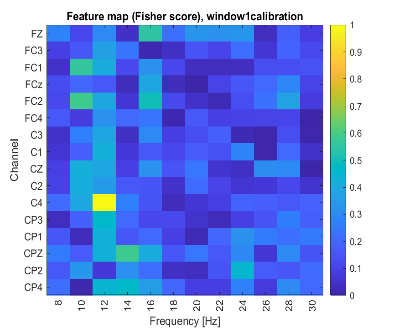 Feature map (Fisher score), window1calibration
Channel
FZ
FC3
FC1
FCz
FC2
FC4
C3
C1
CZ
C2
C4
CP3
CP1
CPZ
CP2
CP4
8 10 12 14 16 18 20 22 24 26 28 30
Frequency [Hz]
1
0.9
0.8
0.7
0.6
0.5
0.4
0.3
0.2
0.1
0